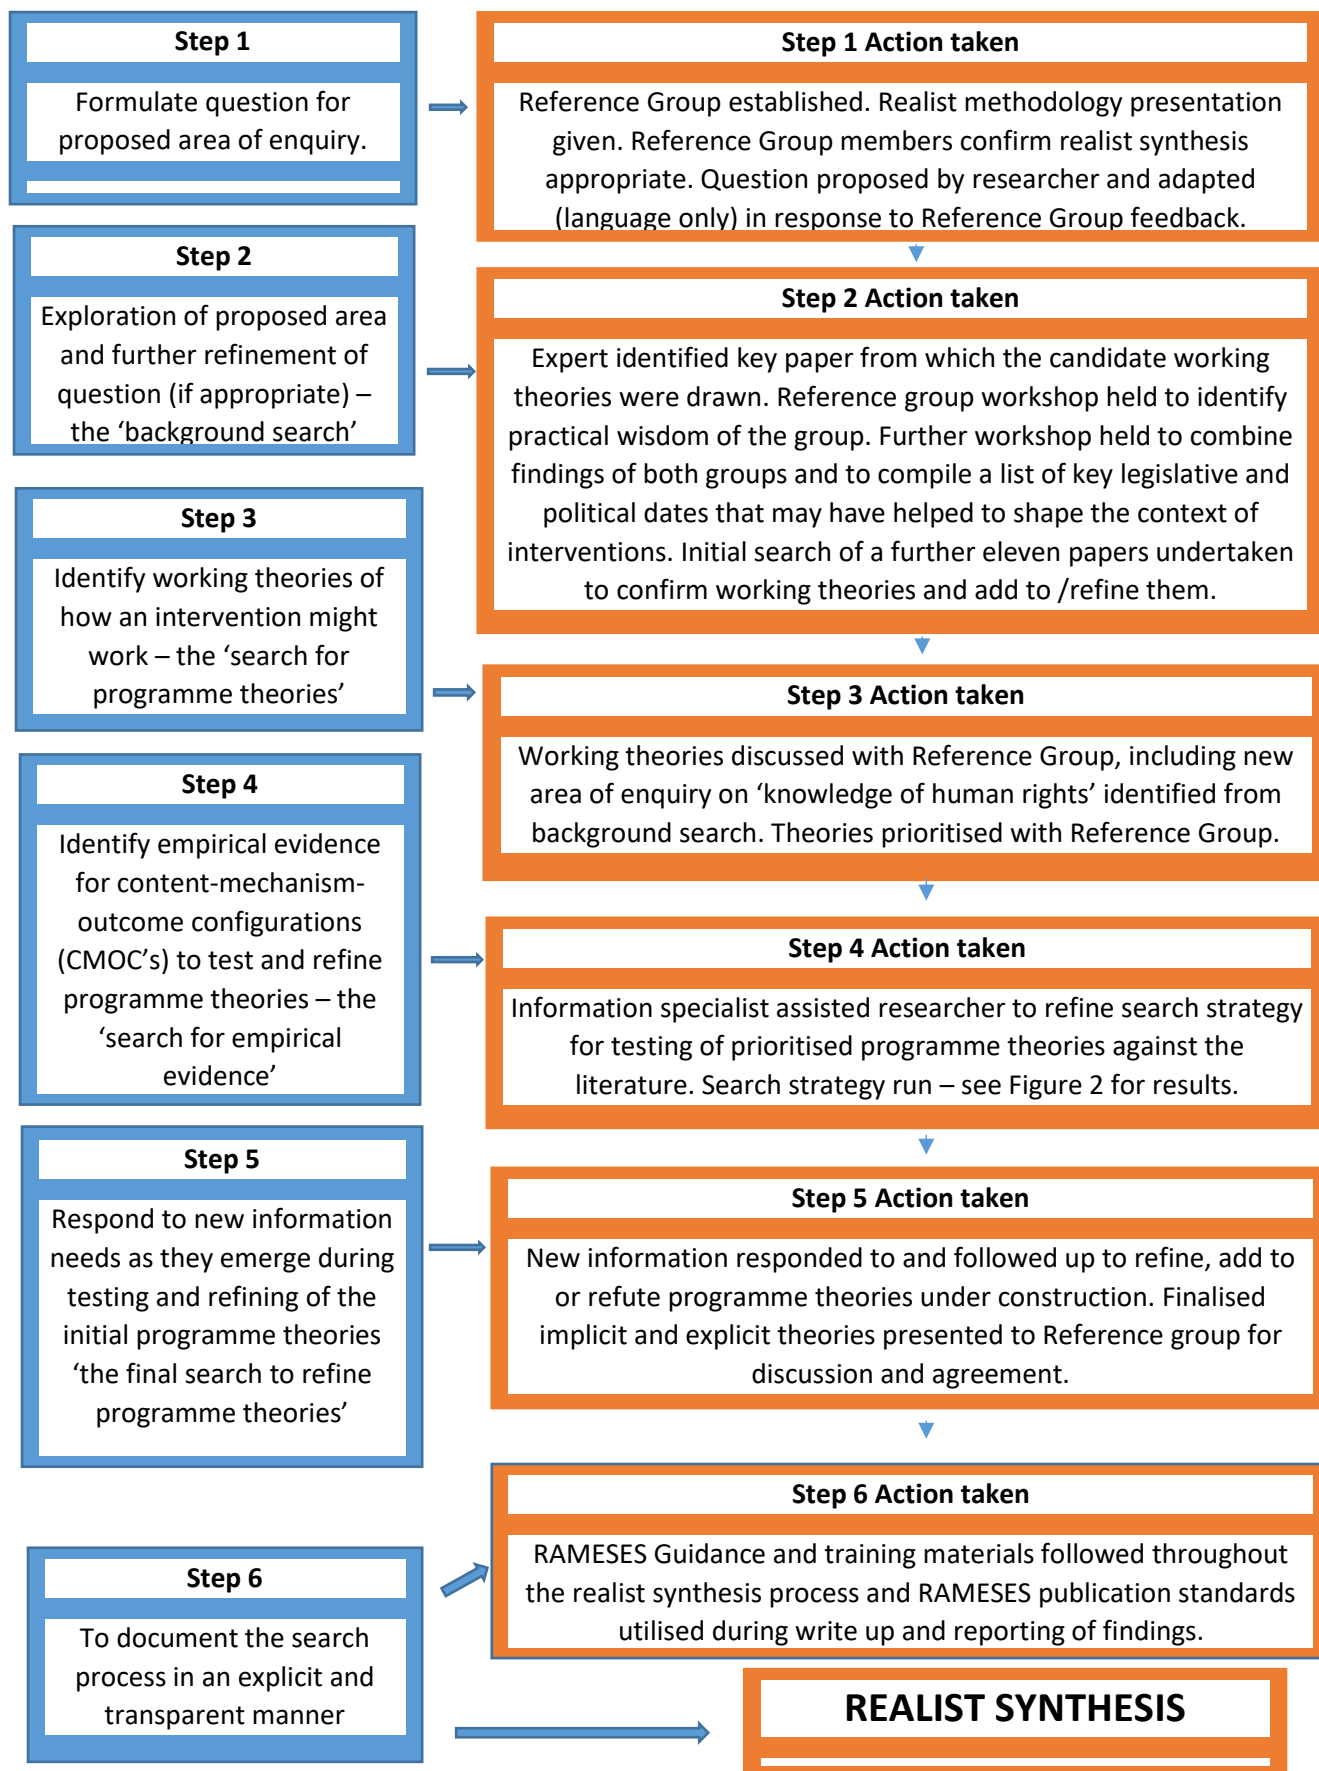 Step 1
Formulate question for
proposed area of enquiry.
Step 1 Action taken
Reference Group established. Realist methodology presentation
given. Reference Group members confirm realist synthesis
appropriate. Question proposed by researcher and adapted
(language only) in response to Reference Group feedback.
Step 2
Exploration of proposed area
and further refinement of
question (if appropriate) –
the ‘background search’
Step 2 Action taken
Expert identified key paper from which the candidate working
theories were drawn. Reference group workshop held to identify
practical wisdom of the group. Further workshop held to combine
findings of both groups and to compile a list of key legislative and
political dates that may have helped to shape the context of
interventions. Initial search of a further eleven papers undertaken
to confirm working theories and add to /refine them.
Step 3
Identify working theories of
how an intervention might
work – the ‘search for
programme theories’
Step 3 Action taken
Working theories discussed with Reference Group, including new
area of enquiry on ‘knowledge of human rights’ identified from
background search. Theories prioritised with Reference Group.
Step 4
Identify empirical evidence
for content-mechanism-
outcome configurations
(CMOC’s) to test and refine
programme theories – the
‘search for empirical
evidence’
Step 4 Action taken
Information specialist assisted researcher to refine search strategy
for testing of prioritised programme theories against the
literature. Search strategy run – see Figure 2 for results.
Step 5
Respond to new information
needs as they emerge during
testing and refining of the
initial programme theories
‘the final search to refine
programme theories’
Step 5 Action taken
New information responded to and followed up to refine, add to
or refute programme theories under construction. Finalised
implicit and explicit theories presented to Reference group for
discussion and agreement.
Step 6
To document the search
process in an explicit and
transparent manner
Step 6 Action taken
RAMESES Guidance and training materials followed throughout
the realist synthesis process and RAMESES publication standards
utilised during write up and reporting of findings.
REALIST SYNTHESIS